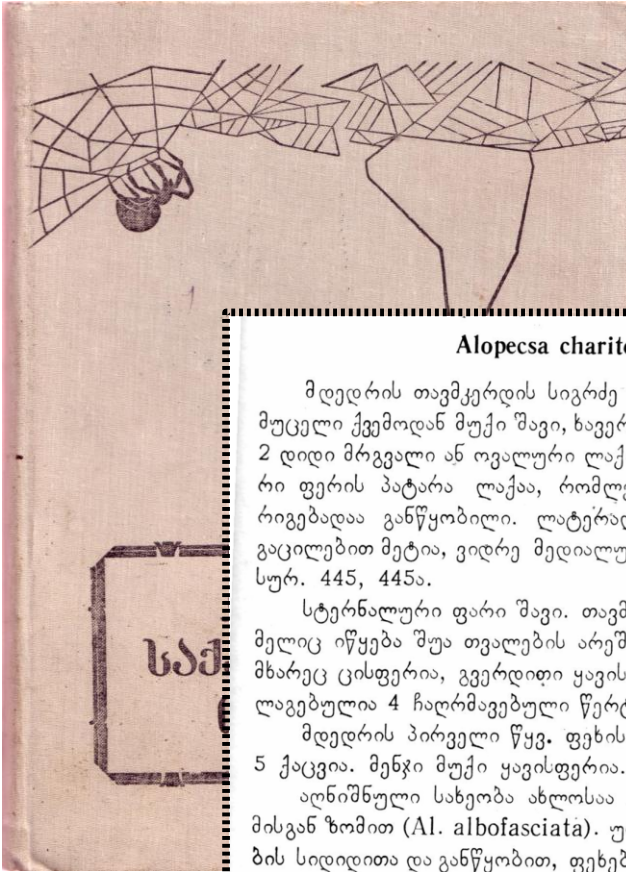 საქ
Alopecsa charit
მდედრის თავმკერდის სიგრძე
მუცელი ქვემოდან მუქი შავი, ხავერ
2 დიდი მრგვალი ან ოვალური ლაქ
რი ფერის პატარა ლაქაა, რომლე
რიგებადაა განწყობილი. ლატერალ
გაცილებით მეტია, ვიდრე მედიალუ
სურ. 445, 445ა.
სტერნალური ფარი შავი. თავმ
მელიც იწყება შუა თვალების არეშ
მხარეც ცისფერია, გვერდითი ყავის
ლაგებულია 4 ჩაღრმავებული წერტ
მდედრის პირველი წყვ. ფეხის
5 ქაცვია. მენჯი მუქი ყავისფერია.
აღნიშნული სახეობა ახლოსაა
მისგან ზომით (Al. albofasciata). უ
ბის სიდიდითა და განწყობით, ფეხებ